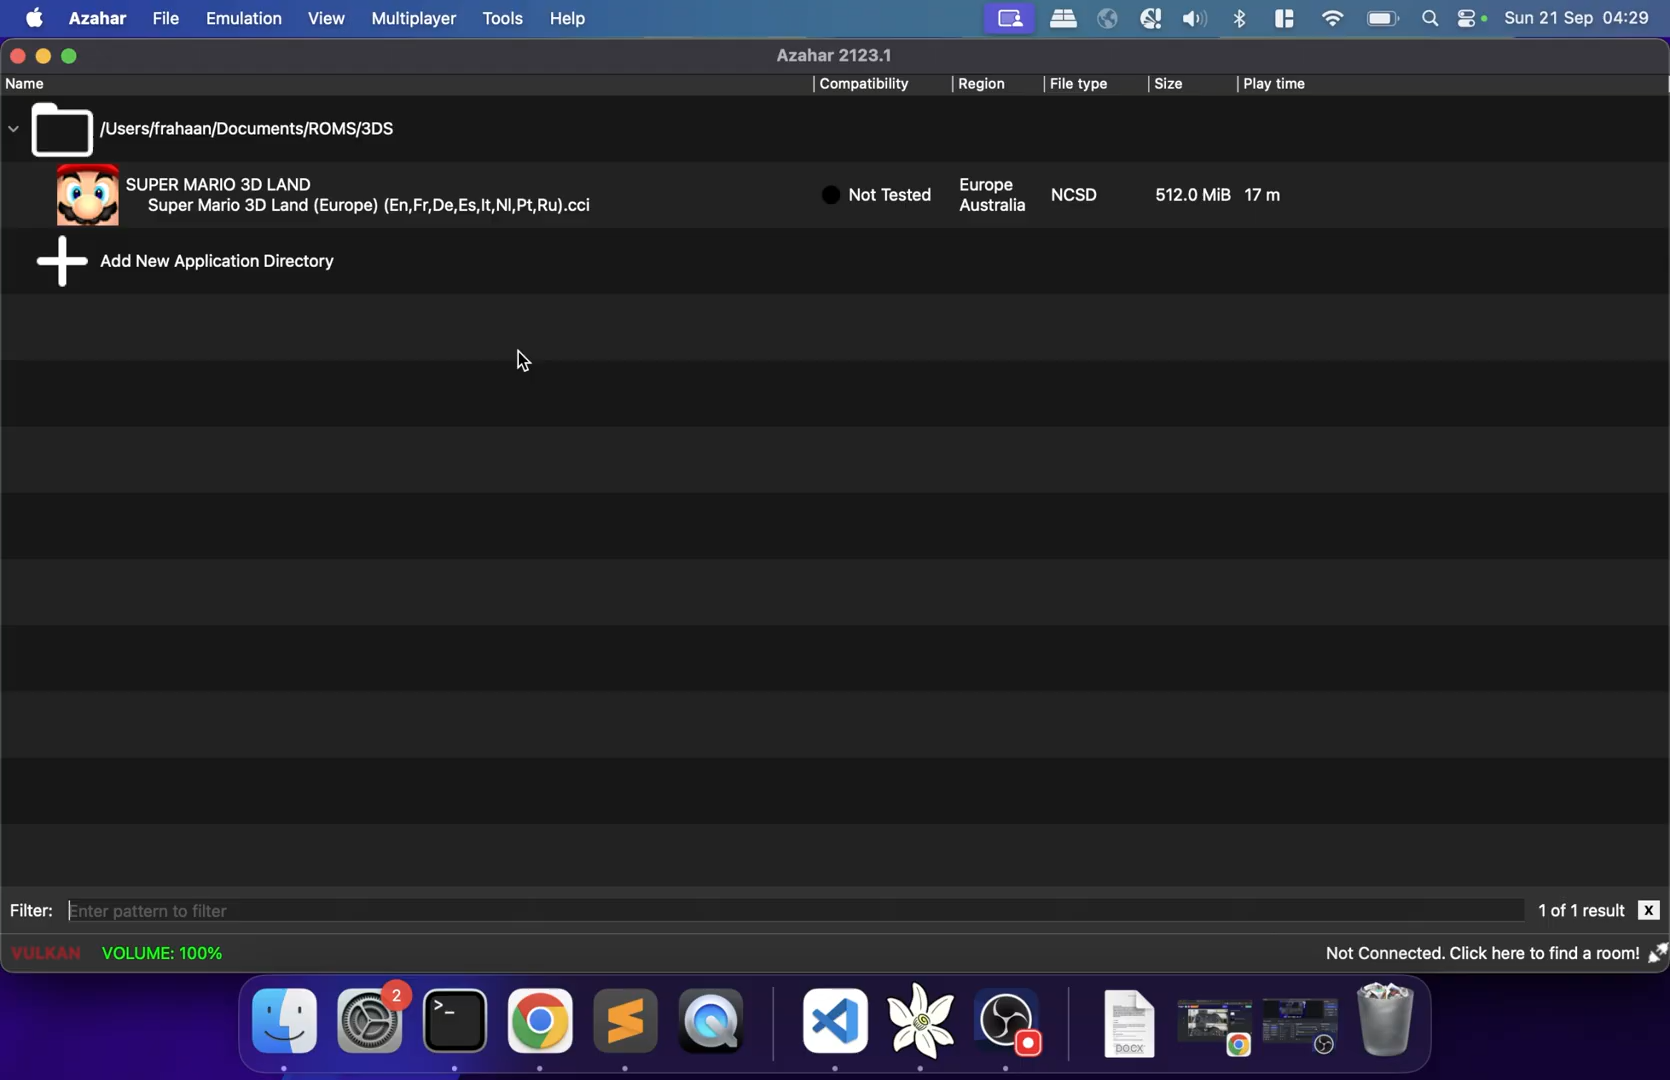 Azahar File Emulation View Multiplayer Tools Help Sun 21 Sep 04:29
Azahar 2123.1
Name Compatibility Region File type Size Play time
/Users/frahaan/Documents/ROMS/3DS
SUPER MARIO 3D LAND
Super Mario 3D Land (Europe) (En,Fr,De,Es,It,Nl,Pt,Ru).cci
Not Tested
Europe
Australia
NCSD
512.0 MiB
17 m
Add New Application Directory
Filter: Enter pattern to filter 1 of 1 result X
VULKAN VOLUME: 100% Not Connected. Click here to find a room!
2
DOCX